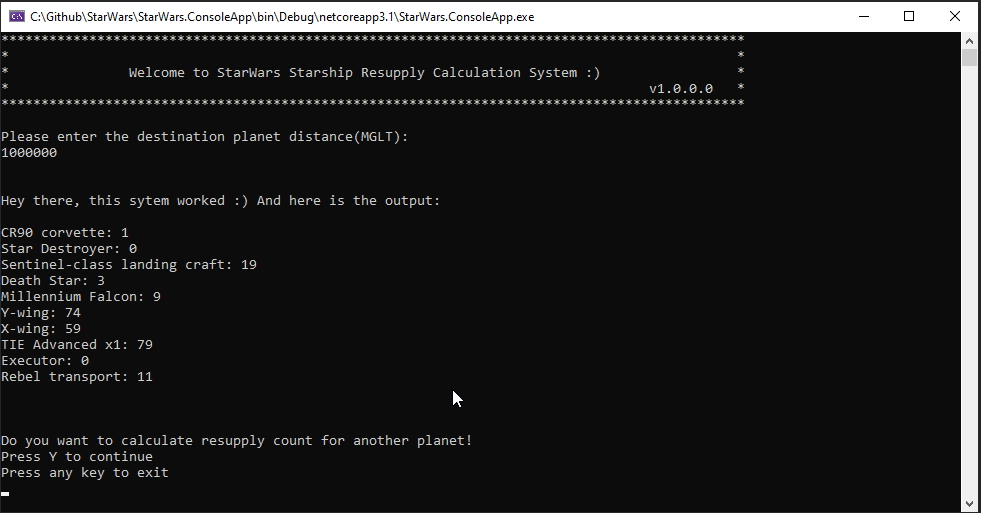 C:\Github\StarWars\StarWars.ConsoleApp\bin\Debug\netcoreapp3.1\StarWars.ConsoleApp.exe
*********************************************************************************************
* *
* Welcome to StarWars Starship Resupply Calculation System :) *
* v1.0.0.0 *
*********************************************************************************************
Please enter the destination planet distance(MGLT):
1000000
Hey there, this sytem worked :) And here is the output:
CR90 corvette: 1
Star Destroyer: 0
Sentinel-class landing craft: 19
Death Star: 3
Millennium Falcon: 9
Y-wing: 74
X-wing: 59
TIE Advanced x1: 79
Executor: 0
Rebel transport: 11
Do you want to calculate resupply count for another planet!
Press Y to continue
Press any key to exit